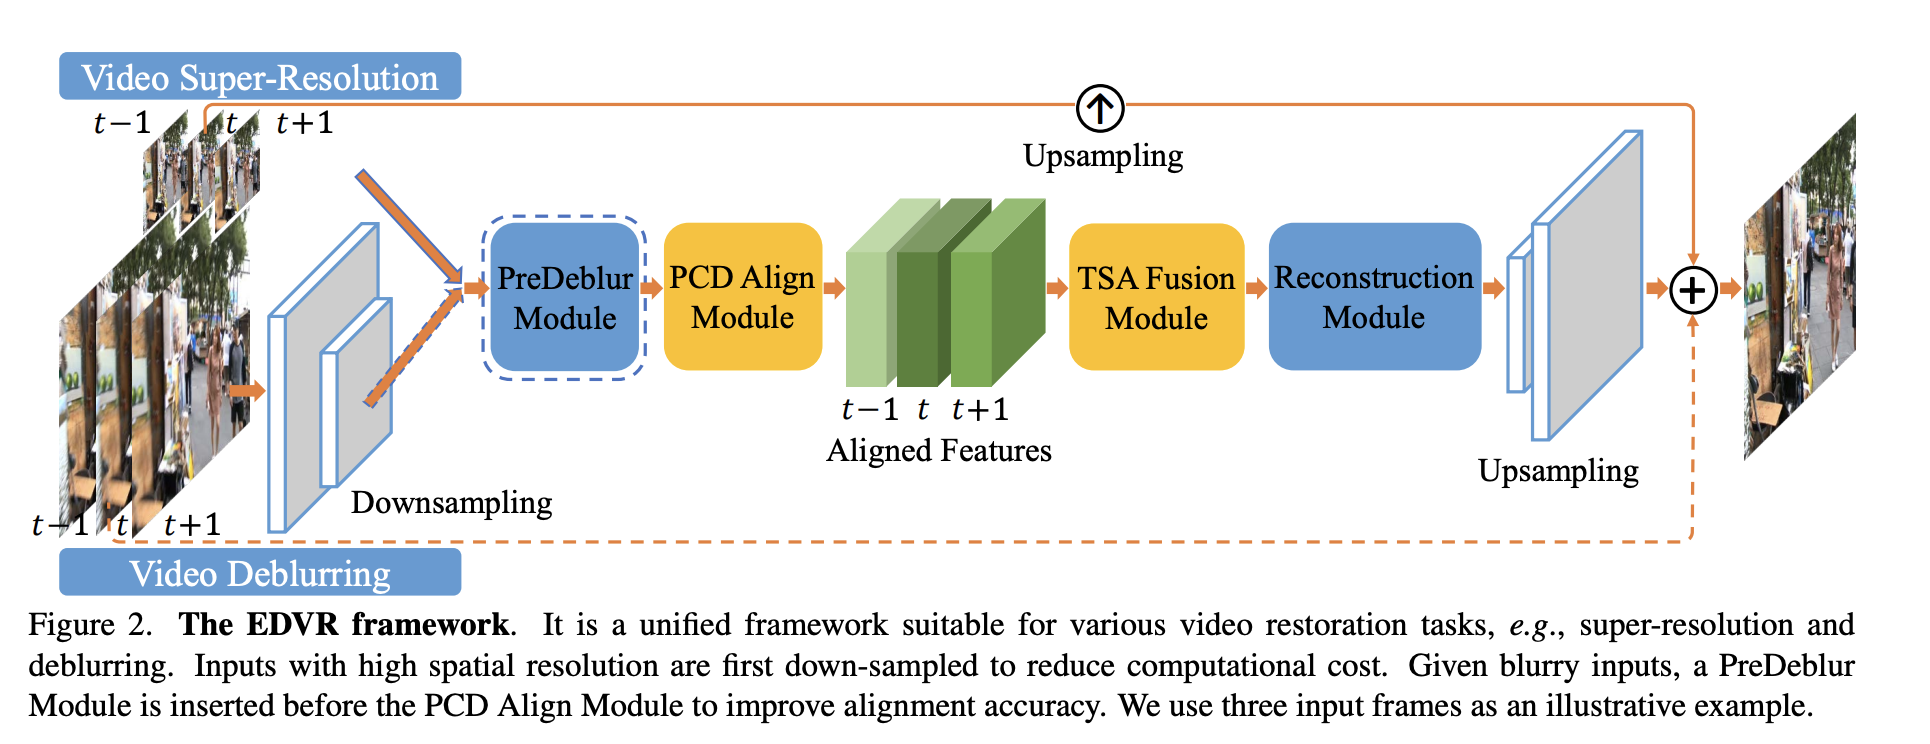 Video Super-Resolution
t−1 t t+1
Upsampling
PreDeblur
Module
PCD Align
Module
TSA Fusion
Module
Reconstruction
Module
t−1 t t+1
Aligned Features
Upsampling
Downsampling
t−1 t t+1
Video Deblurring
Figure 2. The EDVR framework. It is a unified framework suitable for various video restoration tasks, e.g., super-resolution and
deblurring. Inputs with high spatial resolution are first down-sampled to reduce computational cost. Given blurry inputs, a PreDeblur
Module is inserted before the PCD Align Module to improve alignment accuracy. We use three input frames as an illustrative example.